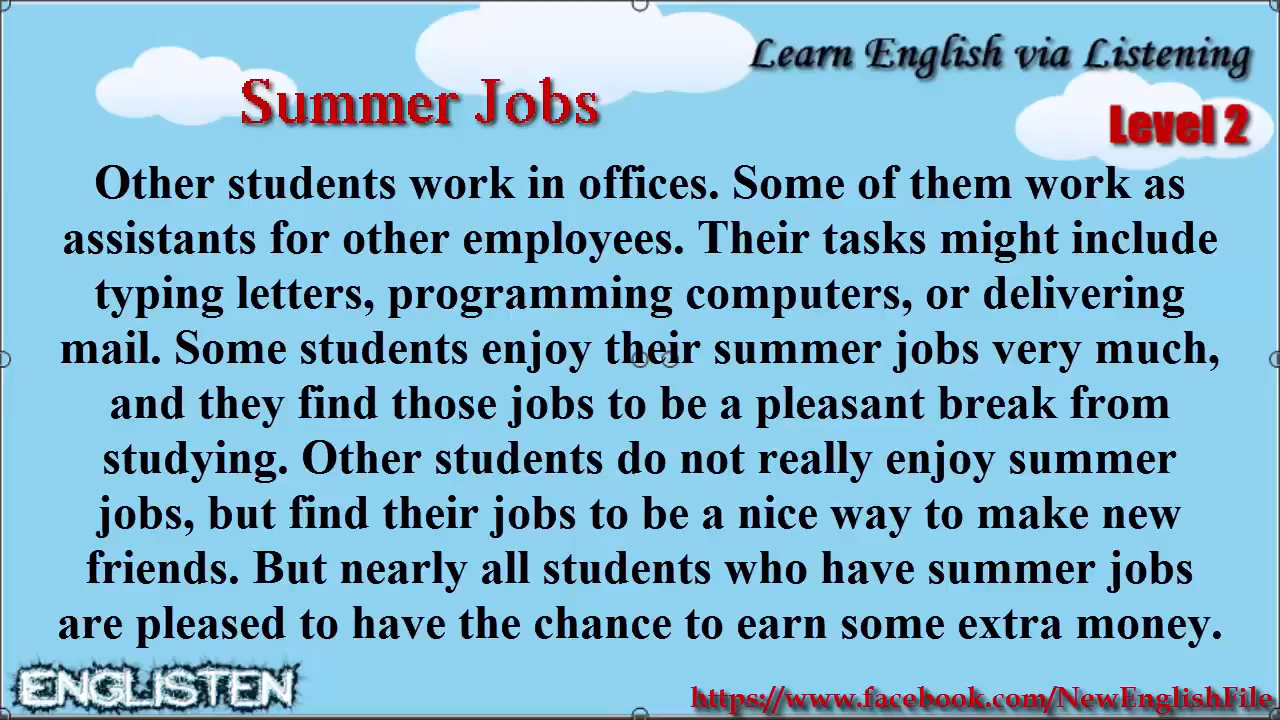 Learn English via Listening
Summer Jobs
Level 2
Other students work in offices. Some of them work as
assistants for other employees. Their tasks might include
typing letters, programming computers, or delivering
mail. Some students enjoy their summer jobs very much,
and they find those jobs to be a pleasant break from
studying. Other students do not really enjoy summer
jobs, but find their jobs to be a nice way to make new
friends. But nearly all students who have summer jobs
are pleased to have the chance to earn some extra money.
ENGLISTEN
https://www.facebook.com/NewEnglishFile